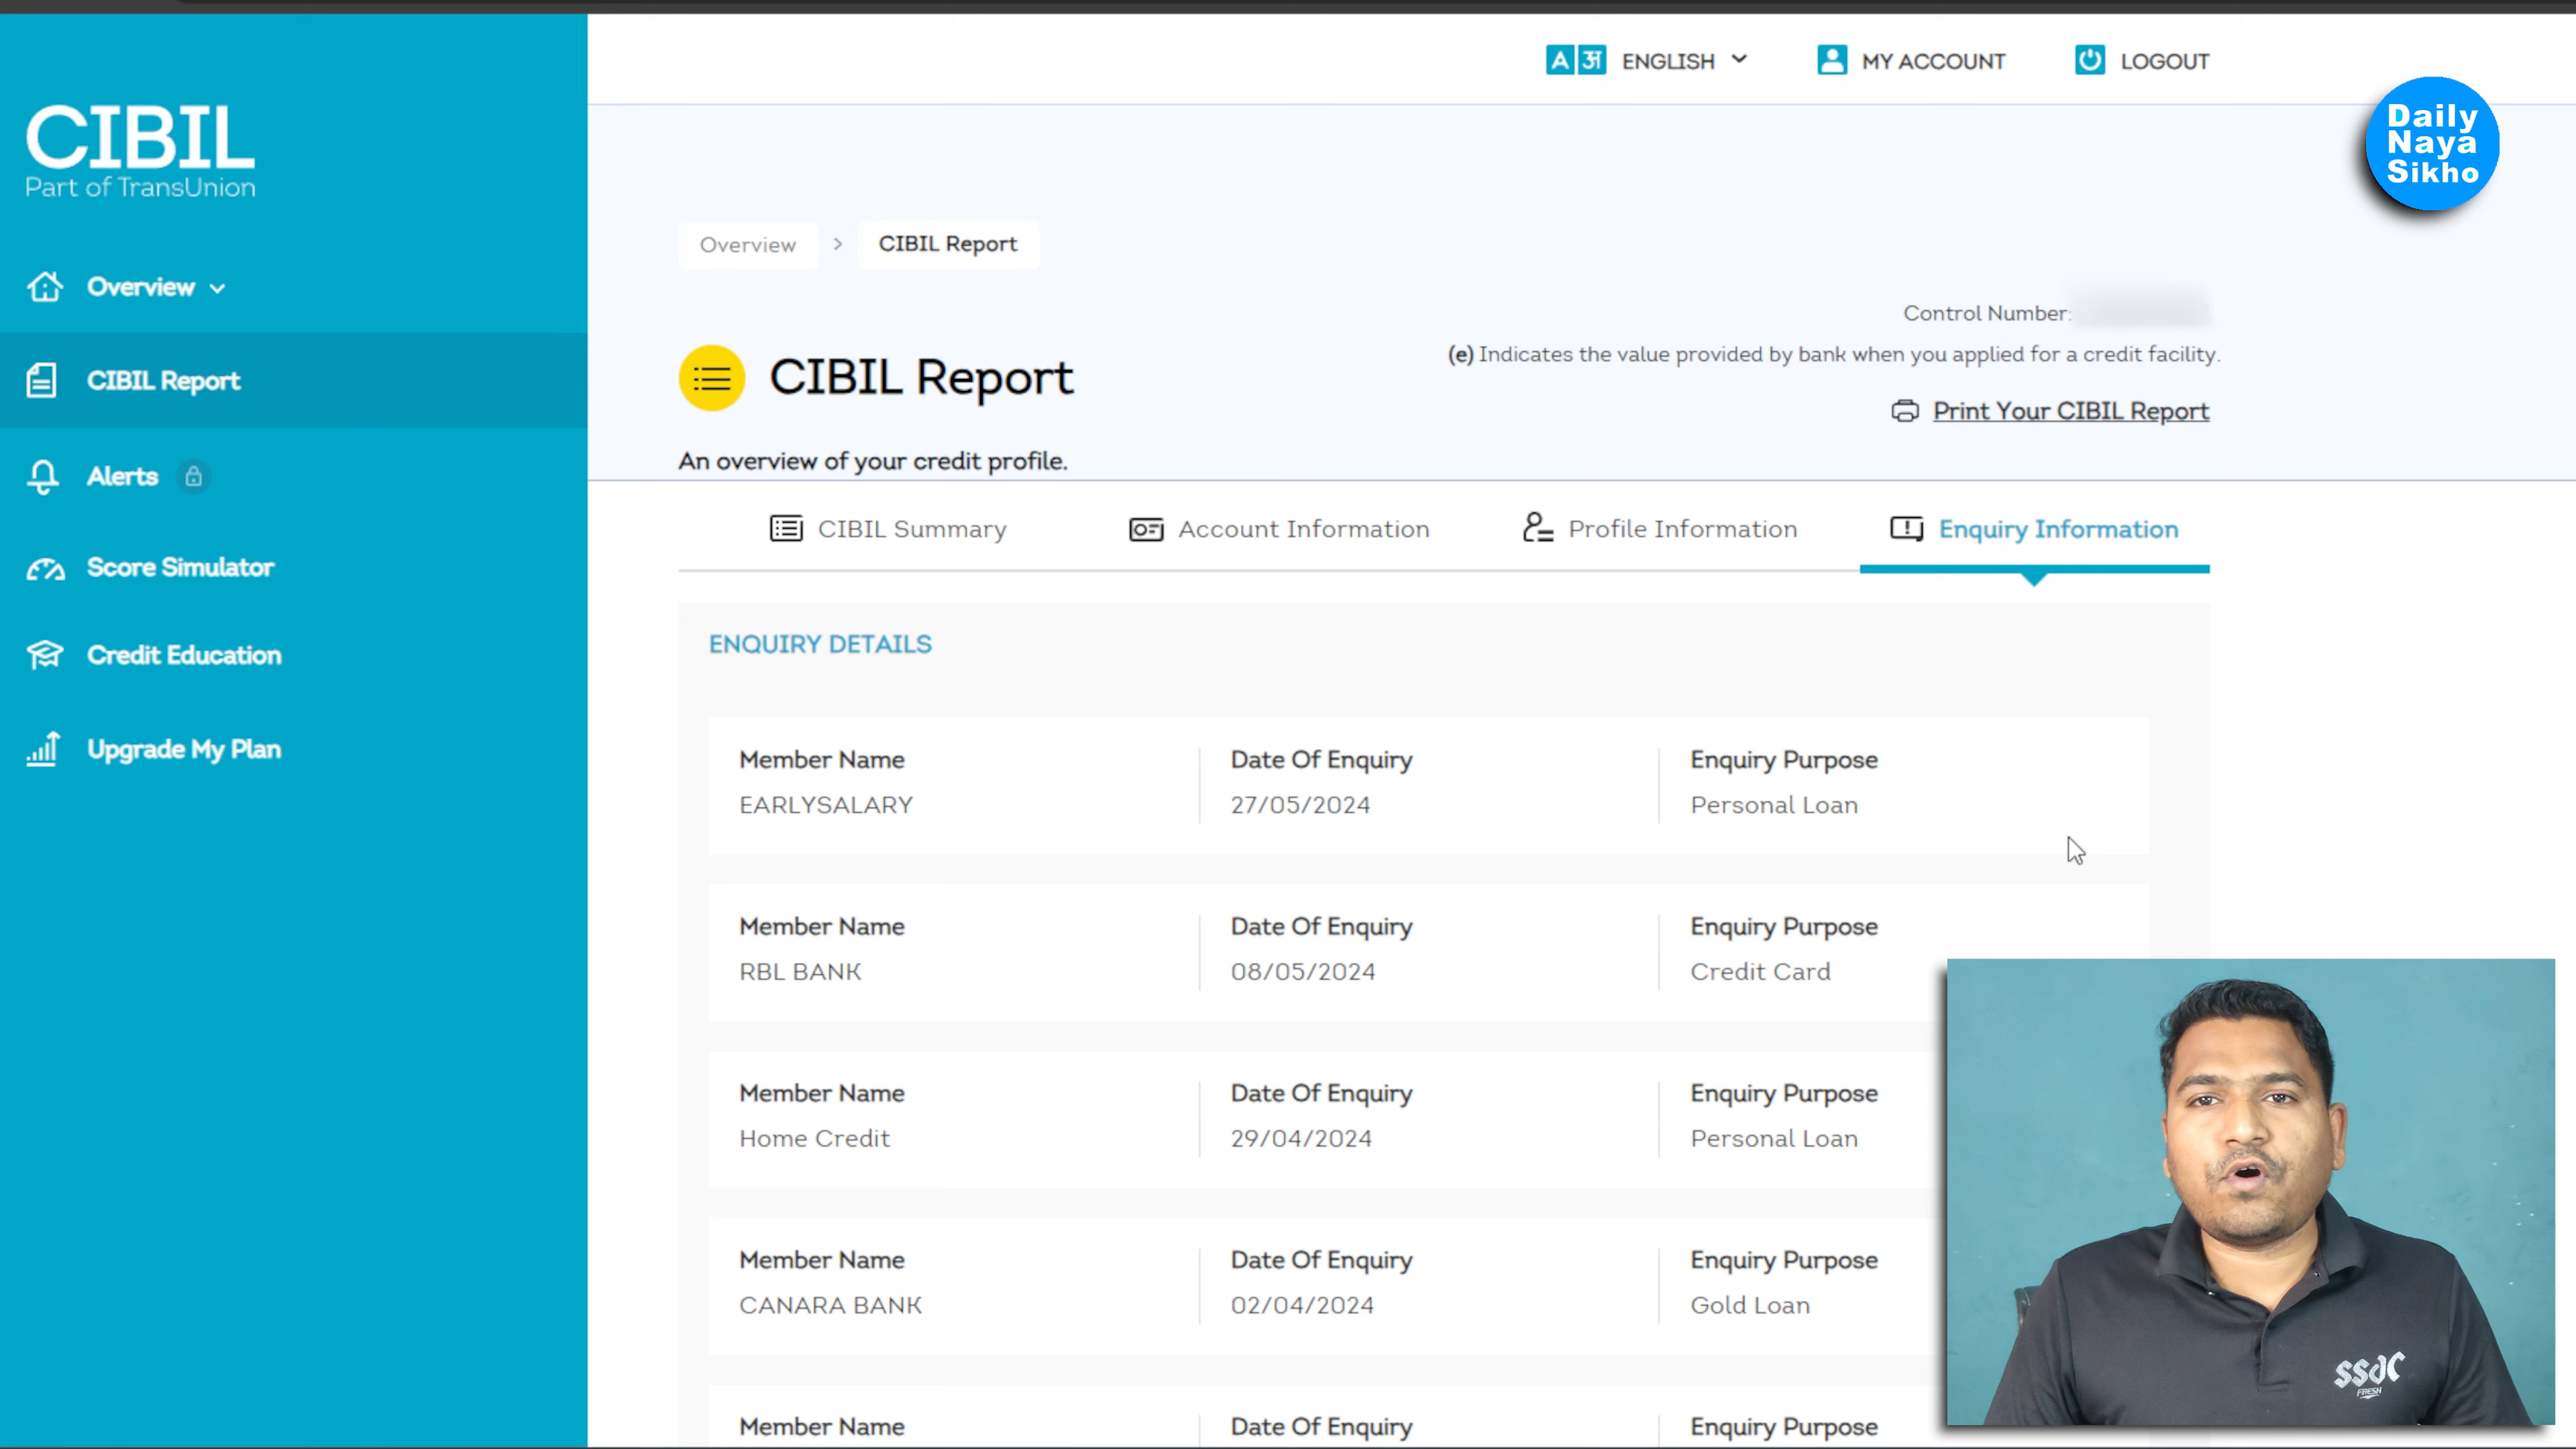 A अ ENGLISH MY ACCOUNT LOGOUT
Daily
Naya
Sikho
CIBIL
Part of TransUnion
Overview
CIBIL Report
Alerts
Score Simulator
Credit Education
Upgrade My Plan
Overview > CIBIL Report
Control Number:
(e) Indicates the value provided by bank when you applied for a credit facility.
CIBIL Report
Print Your CIBIL Report
An overview of your credit profile.
CIBIL Summary Account Information Profile Information Enquiry Information
ENQUIRY DETAILS
Member Name Date Of Enquiry Enquiry Purpose
EARLYSALARY 27/05/2024 Personal Loan
Member Name Date Of Enquiry Enquiry Purpose
RBL BANK 08/05/2024 Credit Card
Member Name Date Of Enquiry Enquiry Purpose
Home Credit 29/04/2024 Personal Loan
Member Name Date Of Enquiry Enquiry Purpose
CANARA BANK 02/04/2024 Gold Loan
Member Name Date Of Enquiry Enquiry Purpose
FRESH